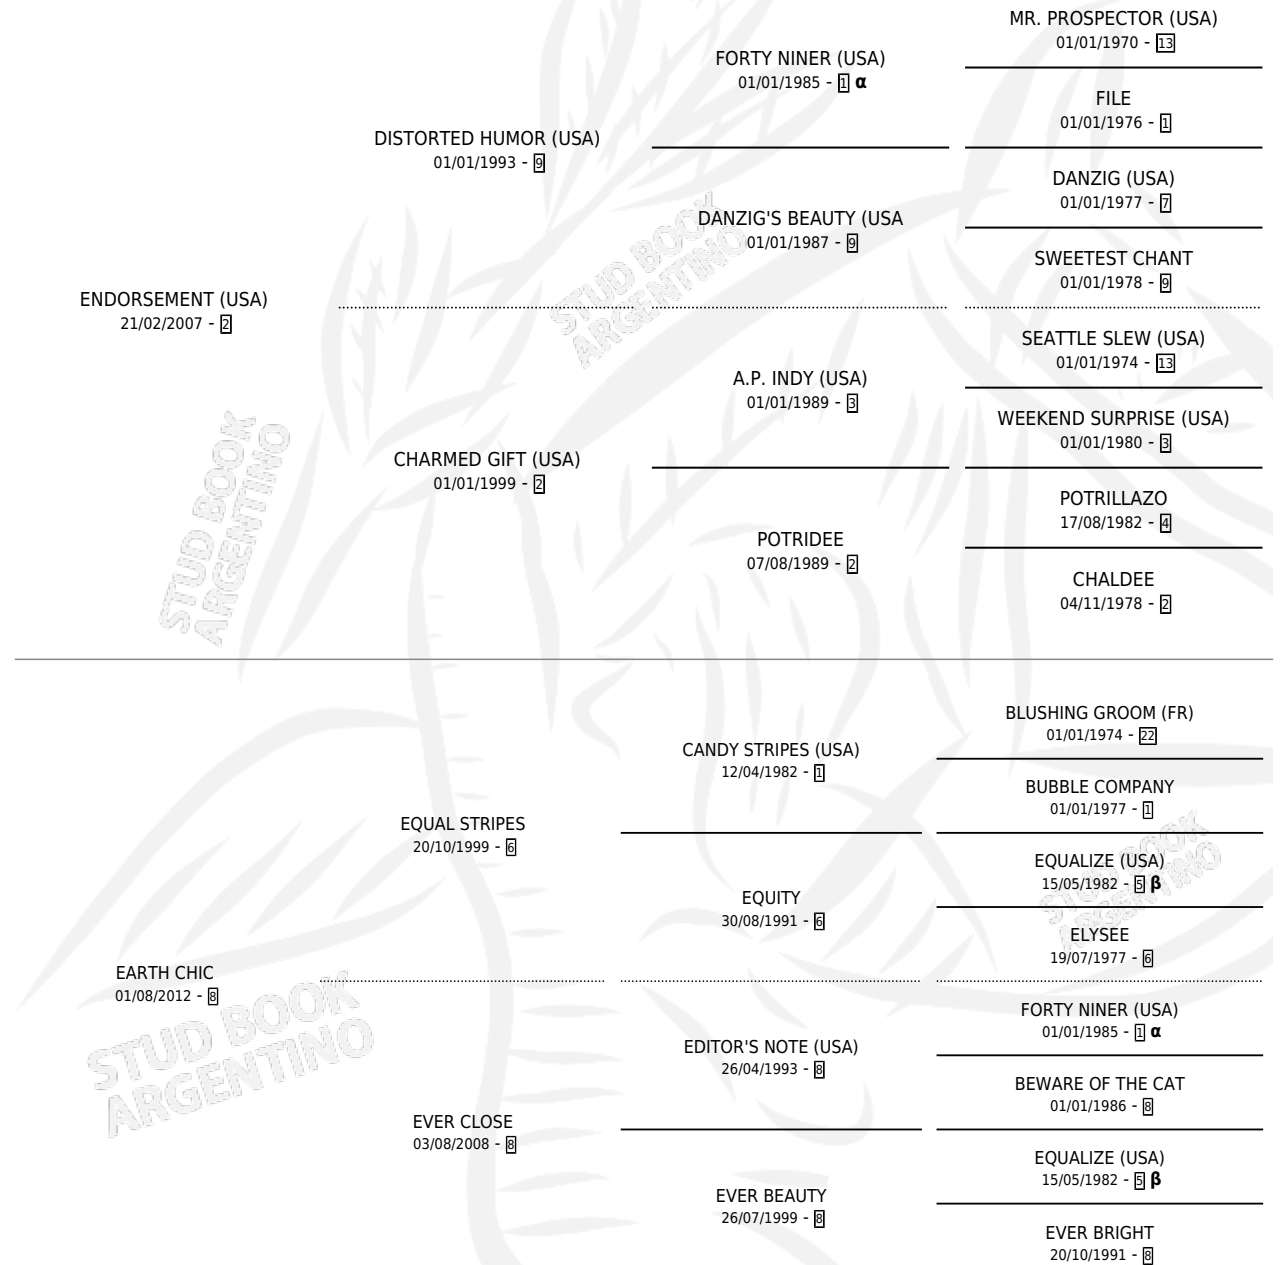 MR. PROSPECTOR (USA)
01/01/1970 - 13
FORTY NINER (USA)
01/01/1985 - 1 α
FILE
01/01/1976 - 1
DISTORTED HUMOR (USA)
01/01/1993 - 9
DANZIG (USA)
01/01/1977 - 7
DANZIG'S BEAUTY (USA
01/01/1987 - 9
SWEETEST CHANT
01/01/1978 - 9
ENDORSEMENT (USA)
21/02/2007 - 2
SEATTLE SLEW (USA)
01/01/1974 - 13
A.P. INDY (USA)
01/01/1989 - 3
WEEKEND SURPRISE (USA)
01/01/1980 - 3
CHARMED GIFT (USA)
01/01/1999 - 2
POTRILLAZO
17/08/1982 - 4
POTRIDEE
07/08/1989 - 2
CHALDEE
04/11/1978 - 2
BLUSHING GROOM (FR)
01/01/1974 - 22
CANDY STRIPES (USA)
12/04/1982 - 1
BUBBLE COMPANY
01/01/1977 - 1
EQUAL STRIPES
20/10/1999 - 6
EQUALIZE (USA)
15/05/1982 - 5 β
EQUITY
30/08/1991 - 6
ELYSEE
19/07/1977 - 6
EARTH CHIC
01/08/2012 - 8
FORTY NINER (USA)
01/01/1985 - 1 α
EDITOR'S NOTE (USA)
26/04/1993 - 8
BEWARE OF THE CAT
01/01/1986 - 8
EVER CLOSE
03/08/2008 - 8
EQUALIZE (USA)
15/05/1982 - 5 β
EVER BEAUTY
26/07/1999 - 8
EVER BRIGHT
20/10/1991 - 8
STUD BOOK
ARGENTINO
STUD BOOK
ARGENTINO
STUD BOOK
ARGENTINO
STUD BOOK
ARGENTINO